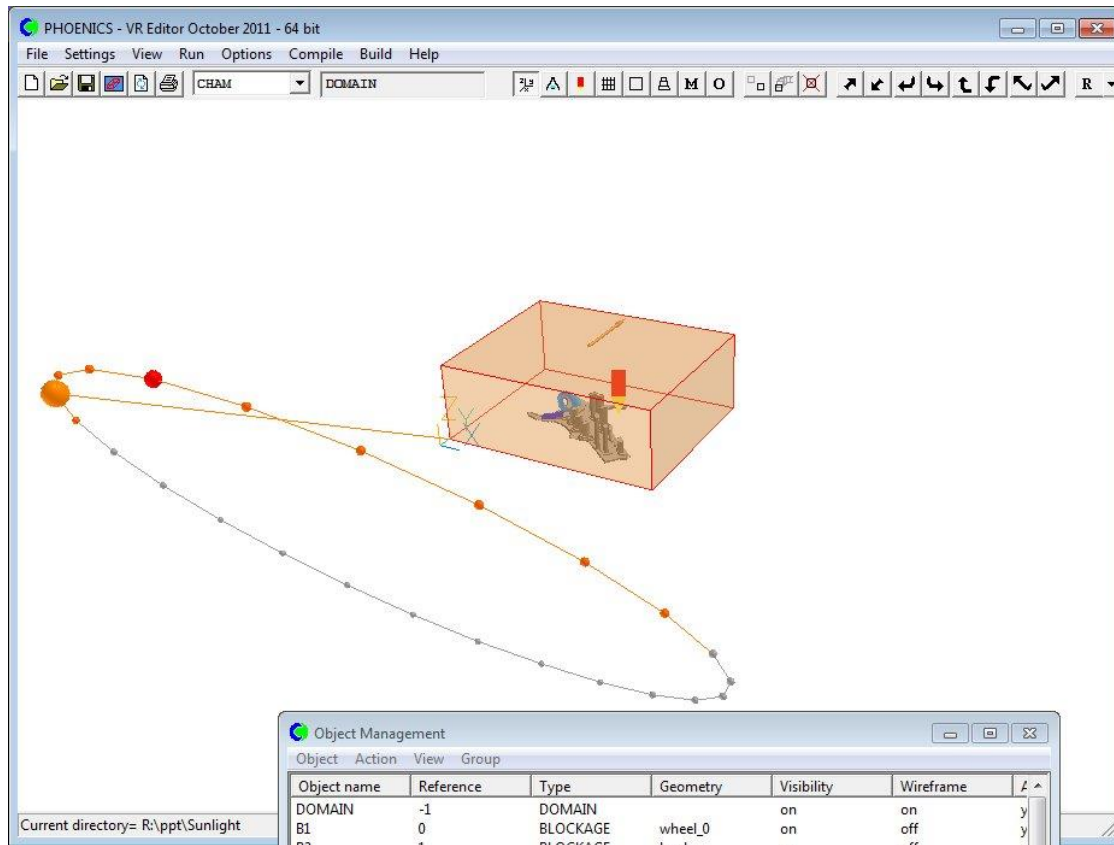 PHOENICS - VR Editor October 2011 - 64 bit
File Settings View Run Options Compile Build Help
CHAM DOMAIN M O R
Z Y X
Object Management
Object Action View Group
Object name Reference Type Geometry Visibility Wireframe
DOMAIN -1 DOMAIN on on y
B1 0 BLOCKAGE wheel_0 on off y
Current directory= R:\ppt\Sunlight